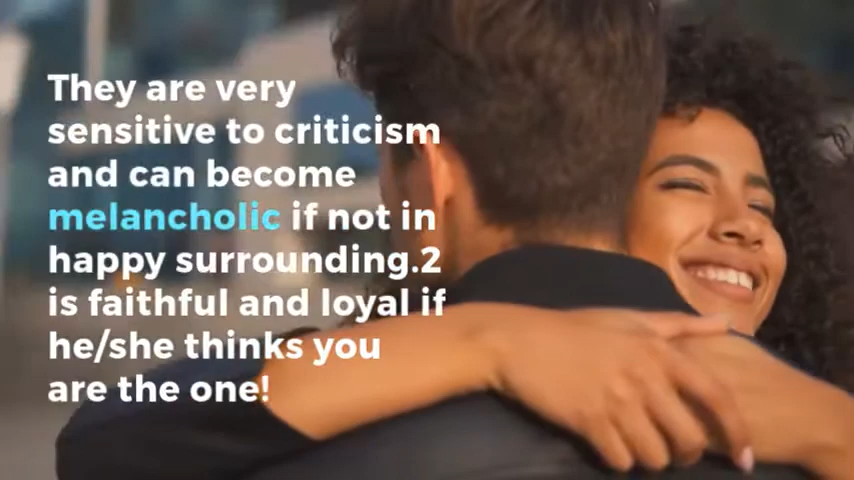 They are very
sensitive to criticism
and can become
melancholic if not in
happy surrounding.2
is faithful and loyal if
he/she thinks you
are the one!